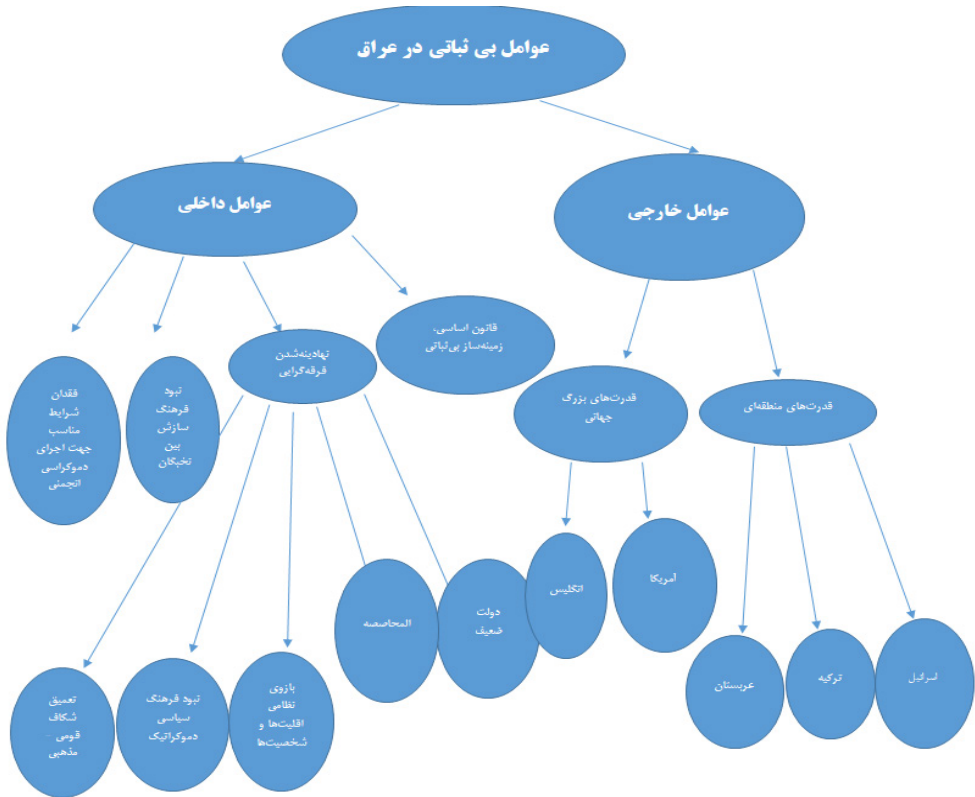 عوامل بی ثباتی در عراق
عوامل خارجی
عوامل داخلی
قانون اساسی،
زمینه‌ساز بی‌ثباتی
نهادینه‌شدن
فرقه‌گرایی
نبود
فرهنگ
سازش
بین
نخبگان
فقدان
شرایط
مناسب
جهت اجرای
دموکراسی
انجمنی
قدرت‌های منطقه‌ای
قدرت‌های بزرگ
جهانی
اسرائیل
ترکیه
عربستان
آمریکا
انگلیس
دولت
ضعیف
المحاصصه
بازوی
نظامی
اقلیت‌ها و
شخصیت‌ها
نبود فرهنگ
سیاسی
دموکراتیک
تعمیق
شکاف
قومی –
مذهبی